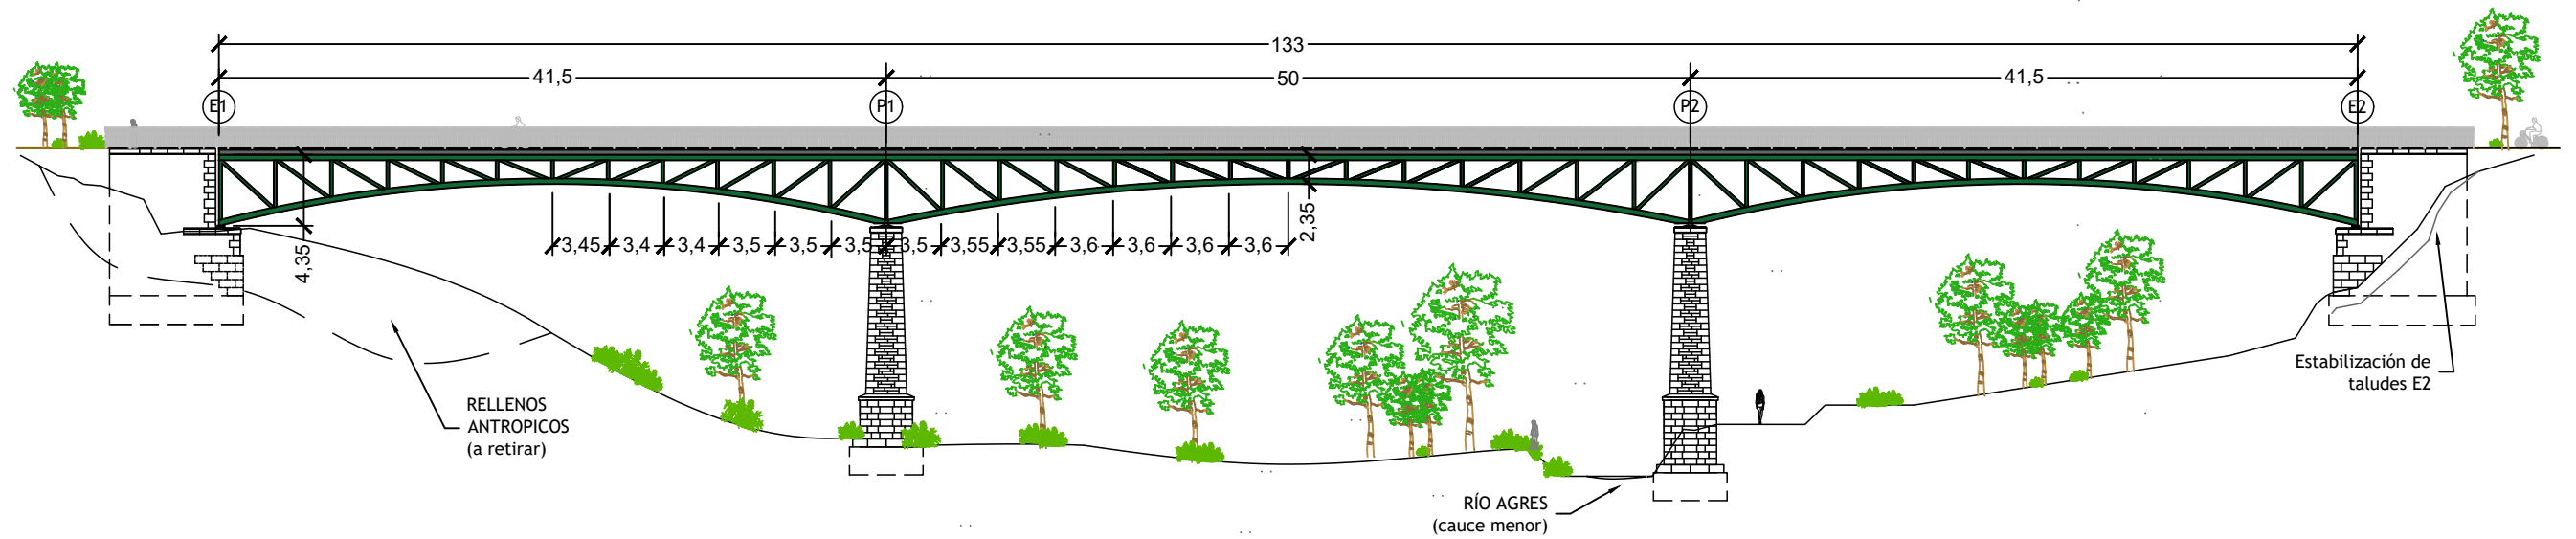 133
41,5
50
41,5
E1
P1
P2
E2
3,45
3,4
3,4
3,5
3,5
3,5
3,5
3,55
3,55
3,6
3,6
3,6
3,6
2,35
4,35
Estabilización de
taludes E2
RELLENOS
ANTROPICOS
(a retirar)
RÍO AGRES
(cauce menor)